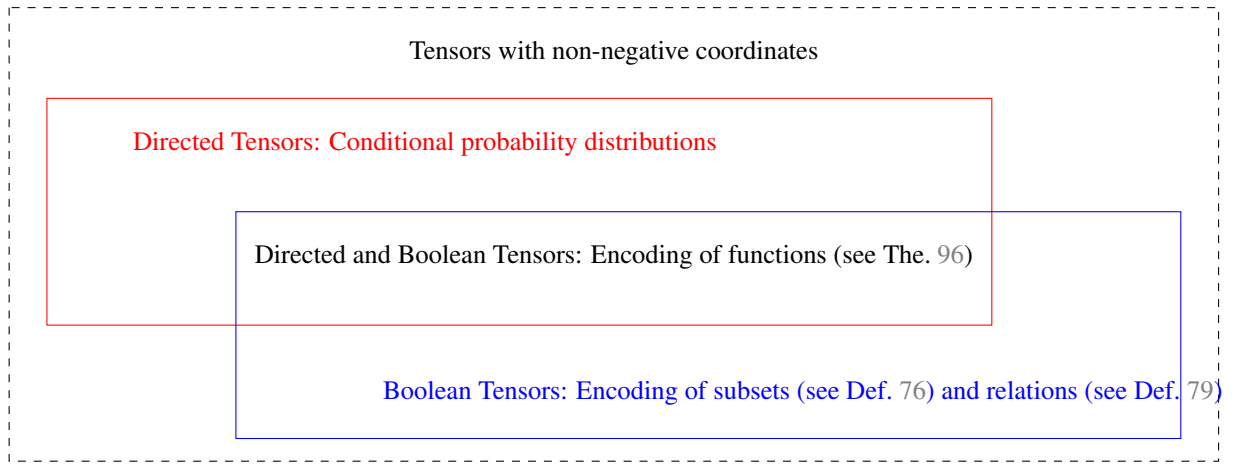 Tensors with non-negative coordinates
Directed Tensors: Conditional probability distributions
Directed and Boolean Tensors: Encoding of functions (see The. 96)
Boolean Tensors: Encoding of subsets (see Def. 76) and relations (see Def. 79)